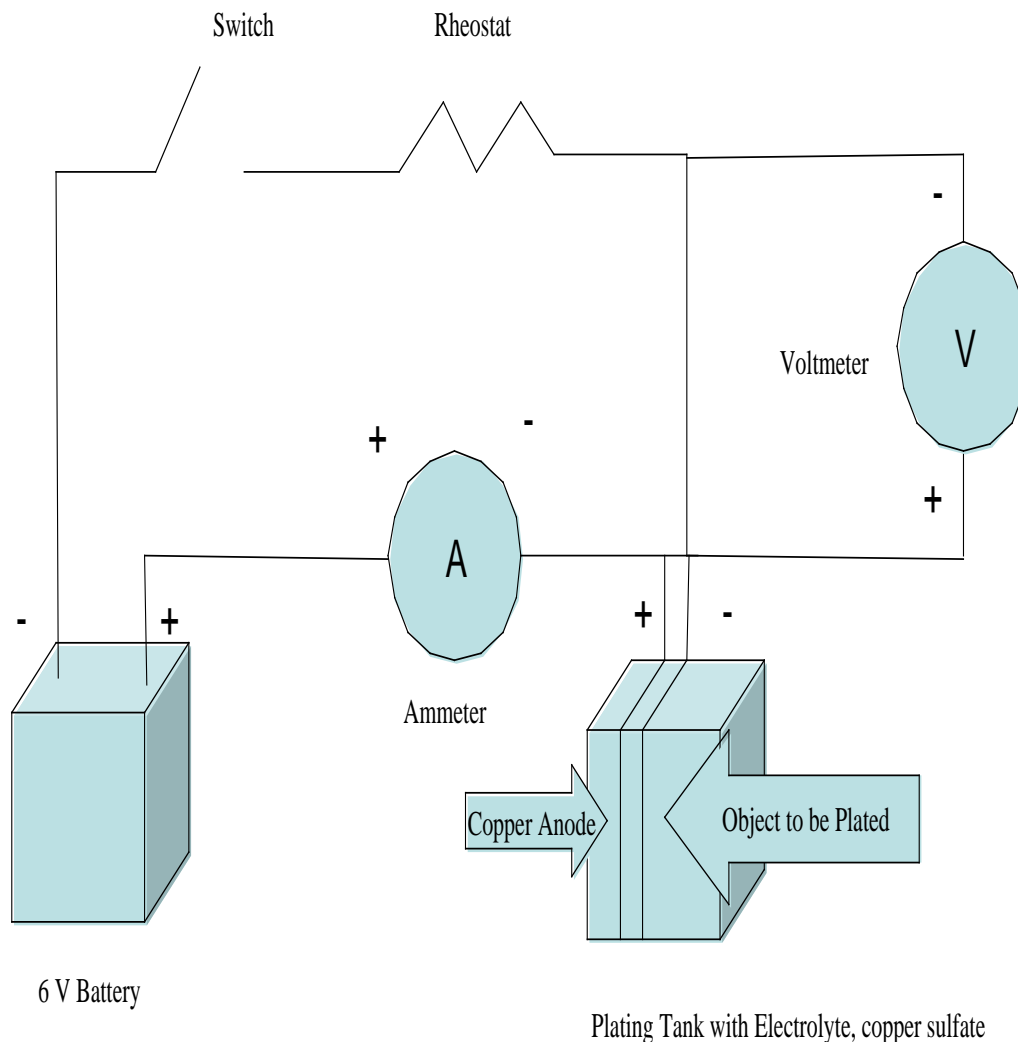 Switch
Rheostat
-
V
Voltmeter
+
-
+
A
-
+
+
-
Ammeter
Copper Anode
Object to be Plated
6 V Battery
Plating Tank with Electrolyte, copper sulfate